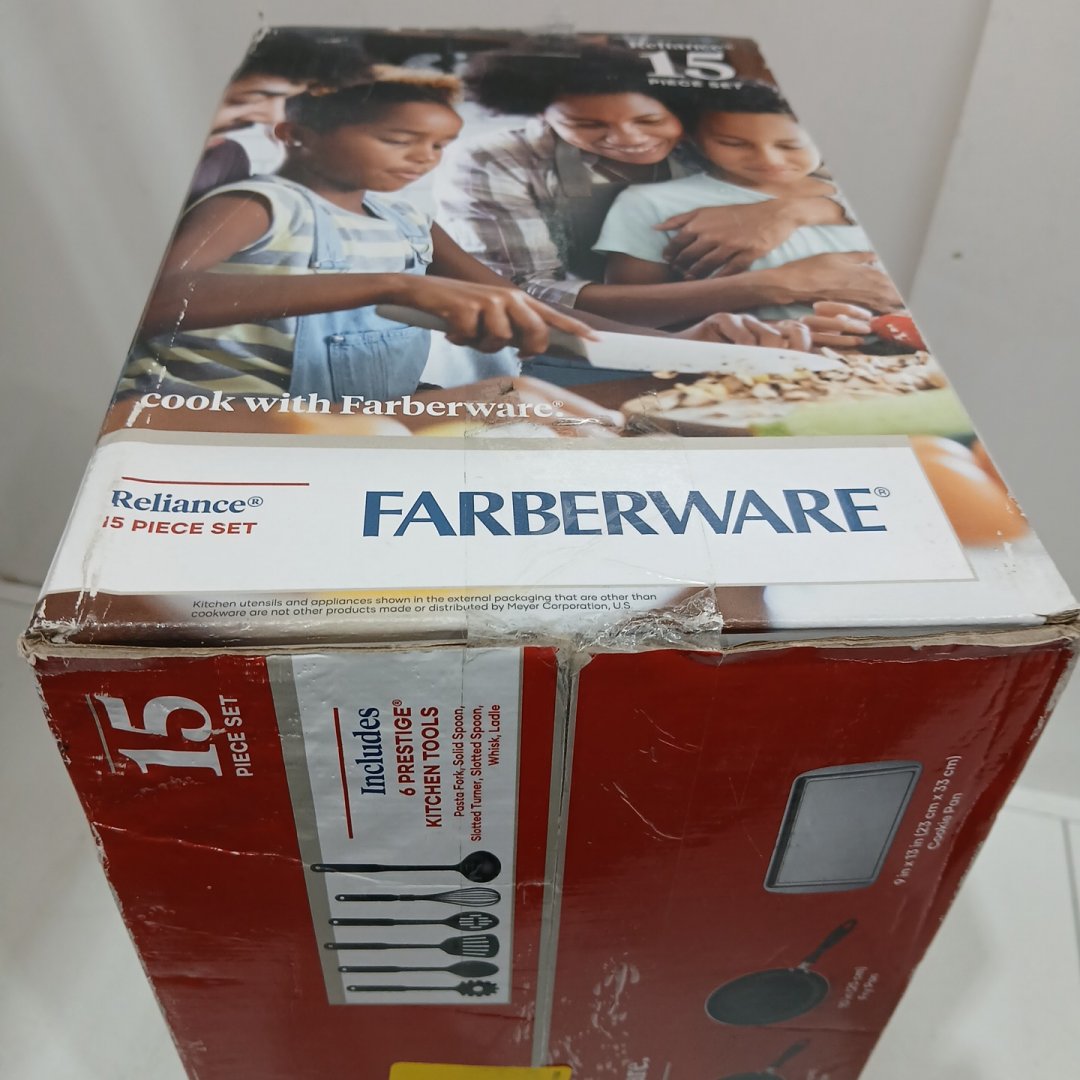 Reliance®
15
PIECE SET
cook with Farberware®
Reliance®
15 PIECE SET
FARBERWARE®
Kitchen utensils and appliances shown in the external packaging that are other than
cookware are not other products made or distributed by Meyer Corporation, U.S.
15
PIECE SET
Includes
6 PRESTIGE®
KITCHEN TOOLS
Pasta Fork, Solid Spoon,
Slotted Turner, Slotted Spoon,
Whisk, Ladle
9 in x 13 in (23 cm x 33 cm)
Cookie Pan
Fry Pan